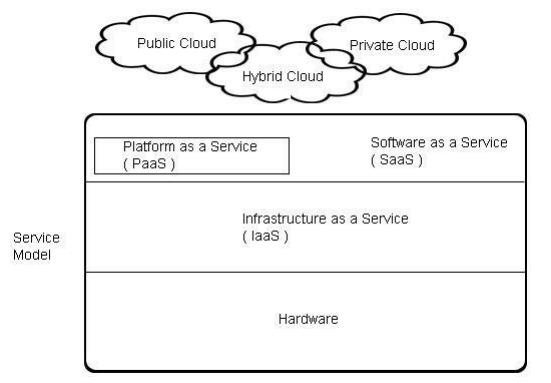 Public Cloud
Private Cloud
Hybrid Cloud
Platform as a Service
( PaaS )
Software as a Service
( SaaS )
Infrastructure as a Service
( IaaS )
Service
Model
Hardware